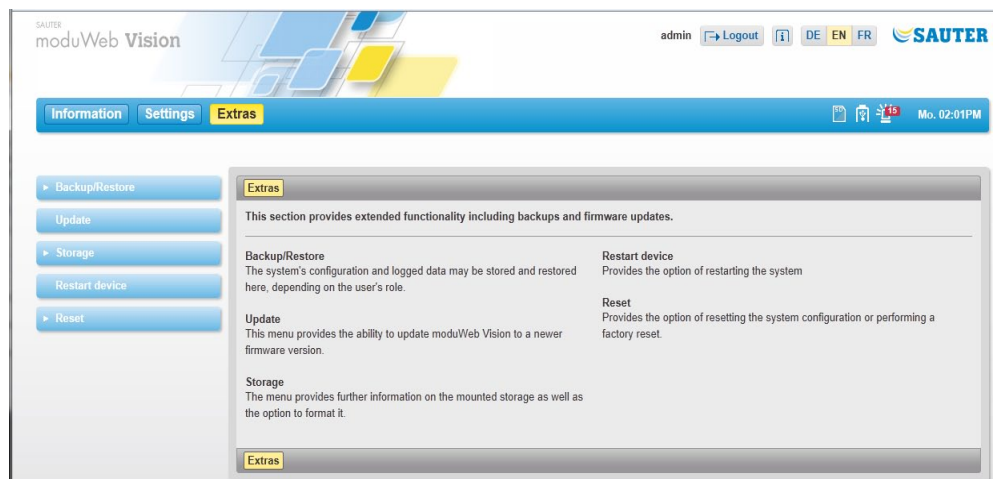 SAUTER
moduWeb Vision
admin
Logout
DE EN FR
SAUTER
Information Settings Extras
SD
15
Mo. 02:01PM
Backup/Restore
Update
Storage
Restart device
Reset
Extras
This section provides extended functionality including backups and firmware updates.
Backup/Restore
The system's configuration and logged data may be stored and restored
here, depending on the user's role.
Update
This menu provides the ability to update moduWeb Vision to a newer
firmware version.
Storage
The menu provides further information on the mounted storage as well as
the option to format it.
Restart device
Provides the option of restarting the system
Reset
Provides the option of resetting the system configuration or performing a
factory reset.
Extras